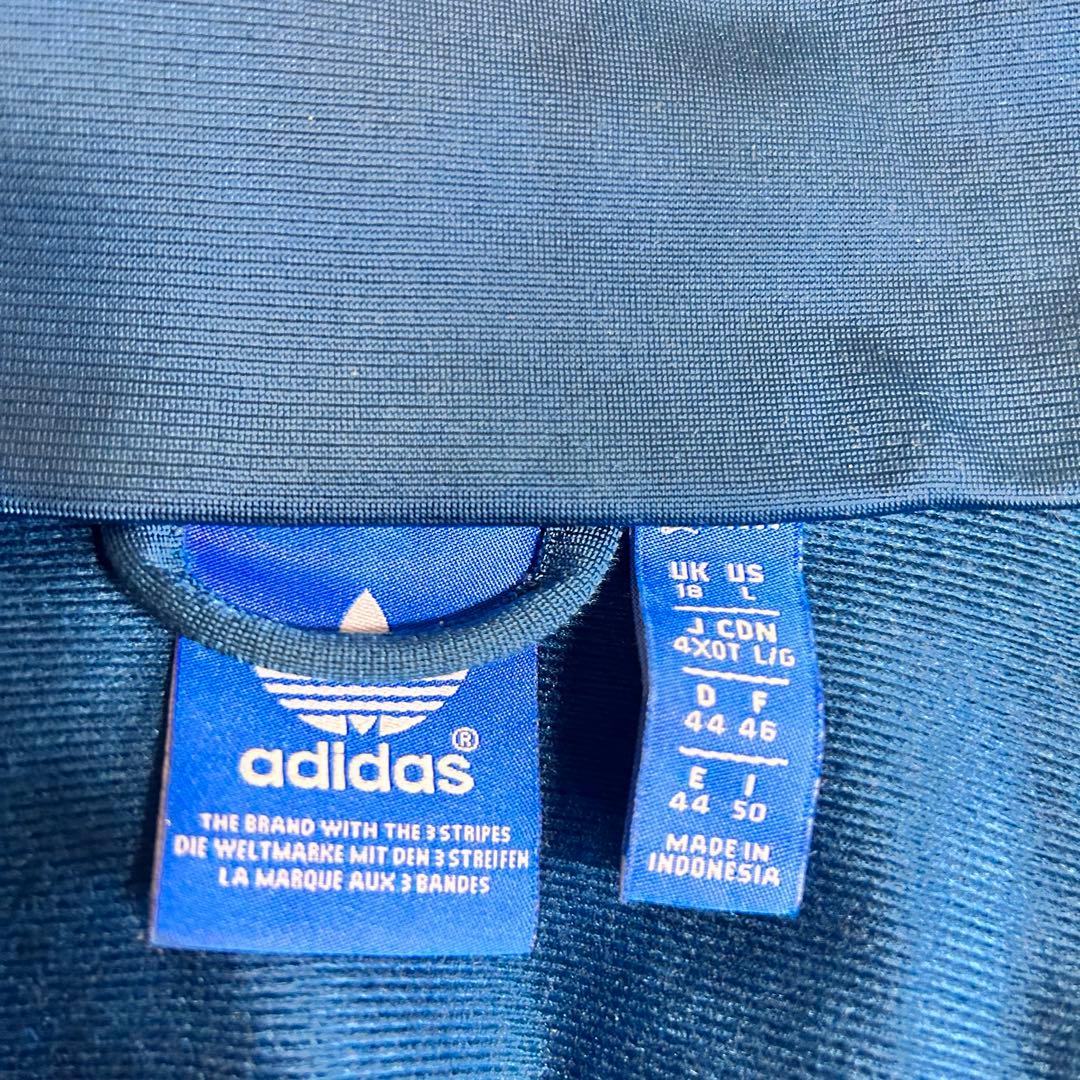 adidas®
THE BRAND WITH THE 3 STRIPES
DIE WELTMARKE MIT DEN 3 STREIFEN
LA MARQUE AUX 3 BANDES
UK US
18 L
J CDN
4XOT L/G
D F
44 46
E I
44 50
MADE IN
INDONESIA